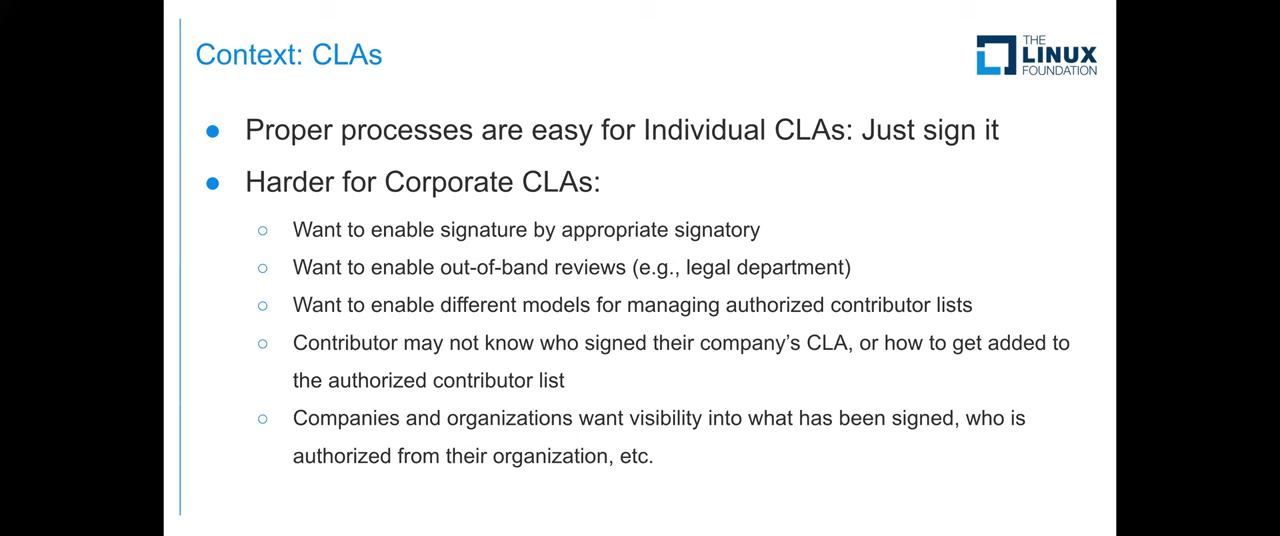 Context: CLAs
THE
LINUX
FOUNDATION
● Proper processes are easy for Individual CLAs: Just sign it
● Harder for Corporate CLAs:
○ Want to enable signature by appropriate signatory
○ Want to enable out-of-band reviews (e.g., legal department)
○ Want to enable different models for managing authorized contributor lists
○ Contributor may not know who signed their company’s CLA, or how to get added to
the authorized contributor list
○ Companies and organizations want visibility into what has been signed, who is
authorized from their organization, etc.